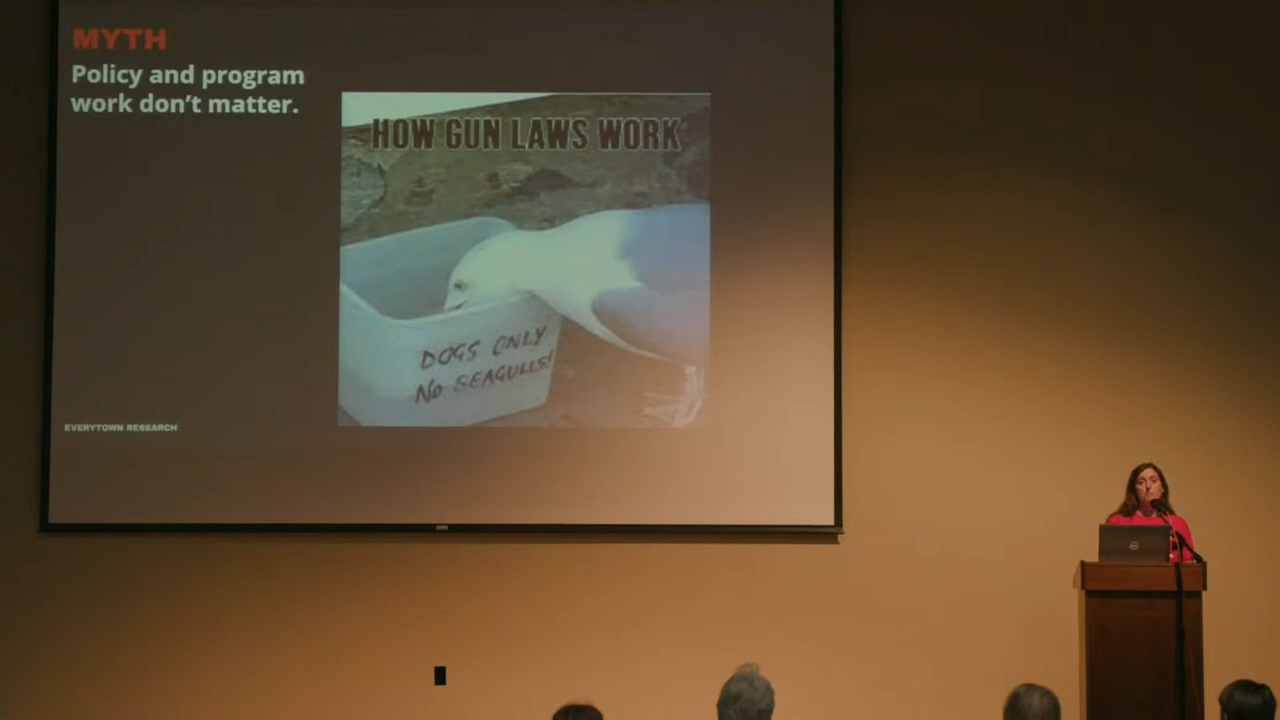 MYTH
Policy and program
work don't matter.
HOW GUN LAWS WORK
DOGS ONLY
NO SEAGULLS!
EVERYTOWN RESEARCH